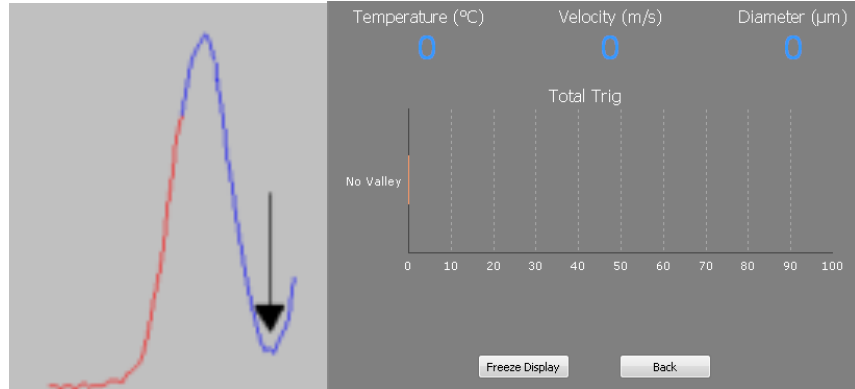 Temperature (ºC) Velocity (m/s) Diameter (µm)
0 0 0
Total Trig
No Valley
0 10 20 30 40 50 60 70 80 90 100
Freeze Display Back